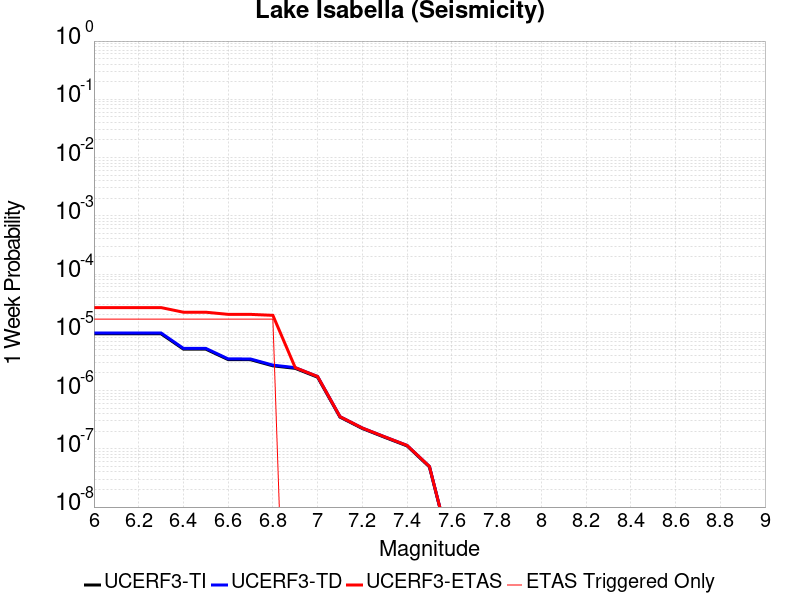 Lake Isabella (Seismicity)
10^0
10^-1
10^-2
10^-3
10^-4
10^-5
10^-6
10^-7
10^-8
1 Week Probability
6 6.2 6.4 6.6 6.8 7 7.2 7.4 7.6 7.8 8 8.2 8.4 8.6 8.8 9
Magnitude
UCERF3-TI UCERF3-TD UCERF3-ETAS ETAS Triggered Only